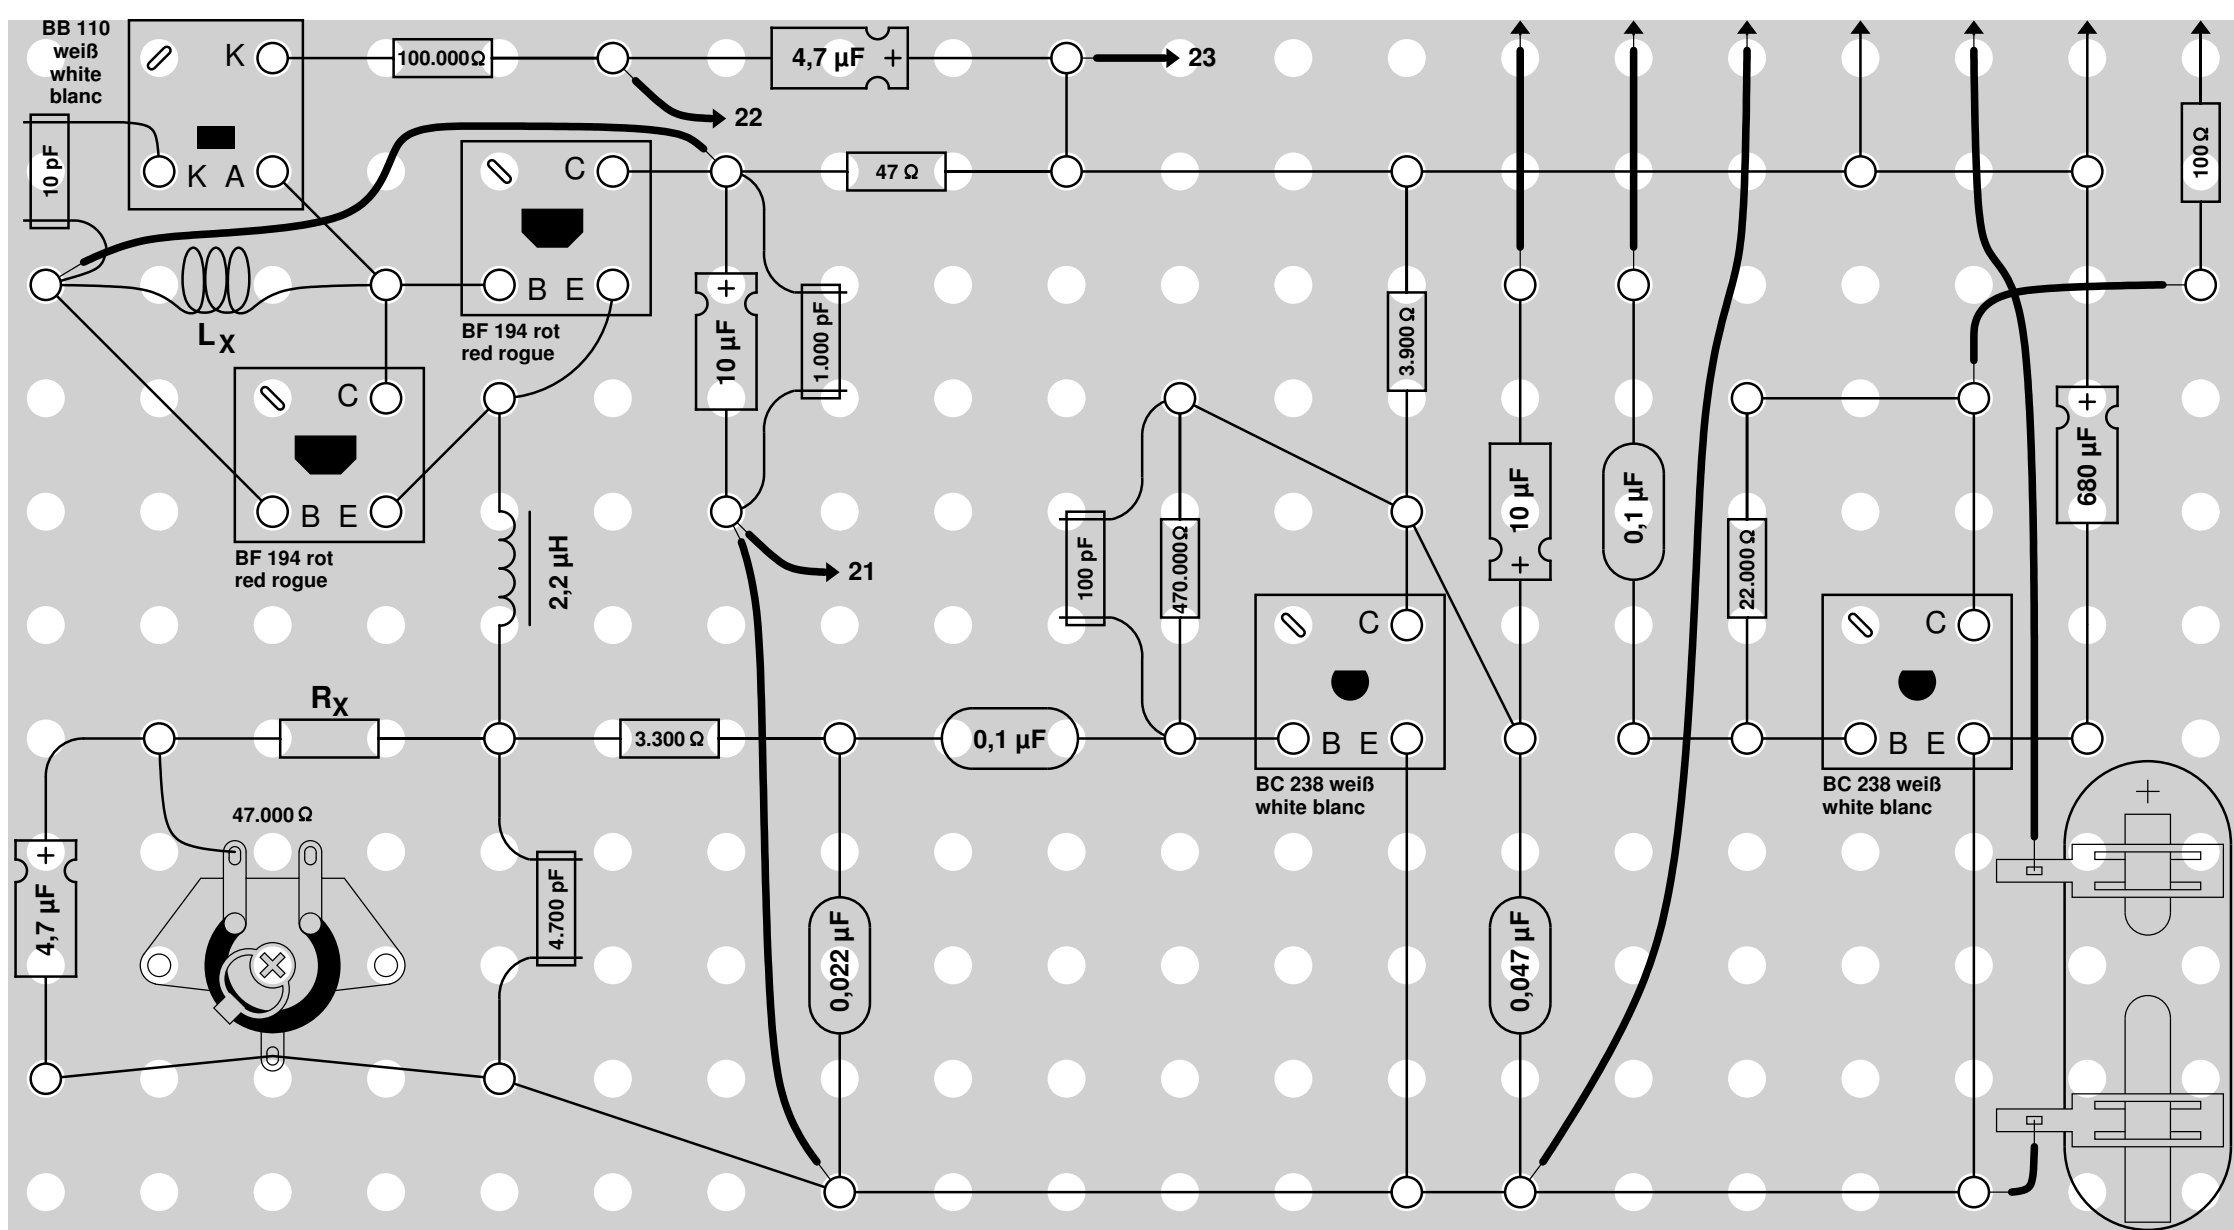 BB 110
weiß
white
blanc
K
K A
10 pF
100.000Ω
4,7 µF +
23
22
C
B E
BF 194 rot
red rogue
47 Ω
100 Ω
LX
+
10 µF
1.000 pF
3.900 Ω
C
B E
BF 194 rot
red rogue
2,2 µH
21
100 pF
470.000Ω
10 µF
+
0,1 µF
22.000Ω
+
680 µF
C
B E
BC 238 weiß
white blanc
C
B E
BC 238 weiß
white blanc
RX
3.300 Ω
0,1 µF
47.000 Ω
+
4,7 µF
4.700 pF
0,022 µF
0,047 µF
+